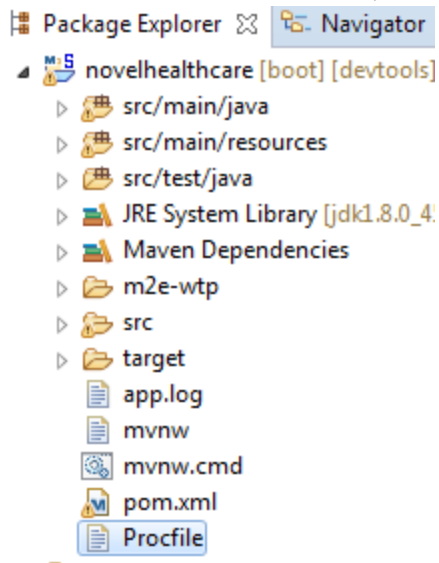 Package Explorer Navigator
novelhealthcare [boot] [devtools]
src/main/java
src/main/resources
src/test/java
JRE System Library [jdk1.8.0_4
Maven Dependencies
m2e-wtp
src
target
app.log
mvnw
mvnw.cmd
pom.xml
Procfile